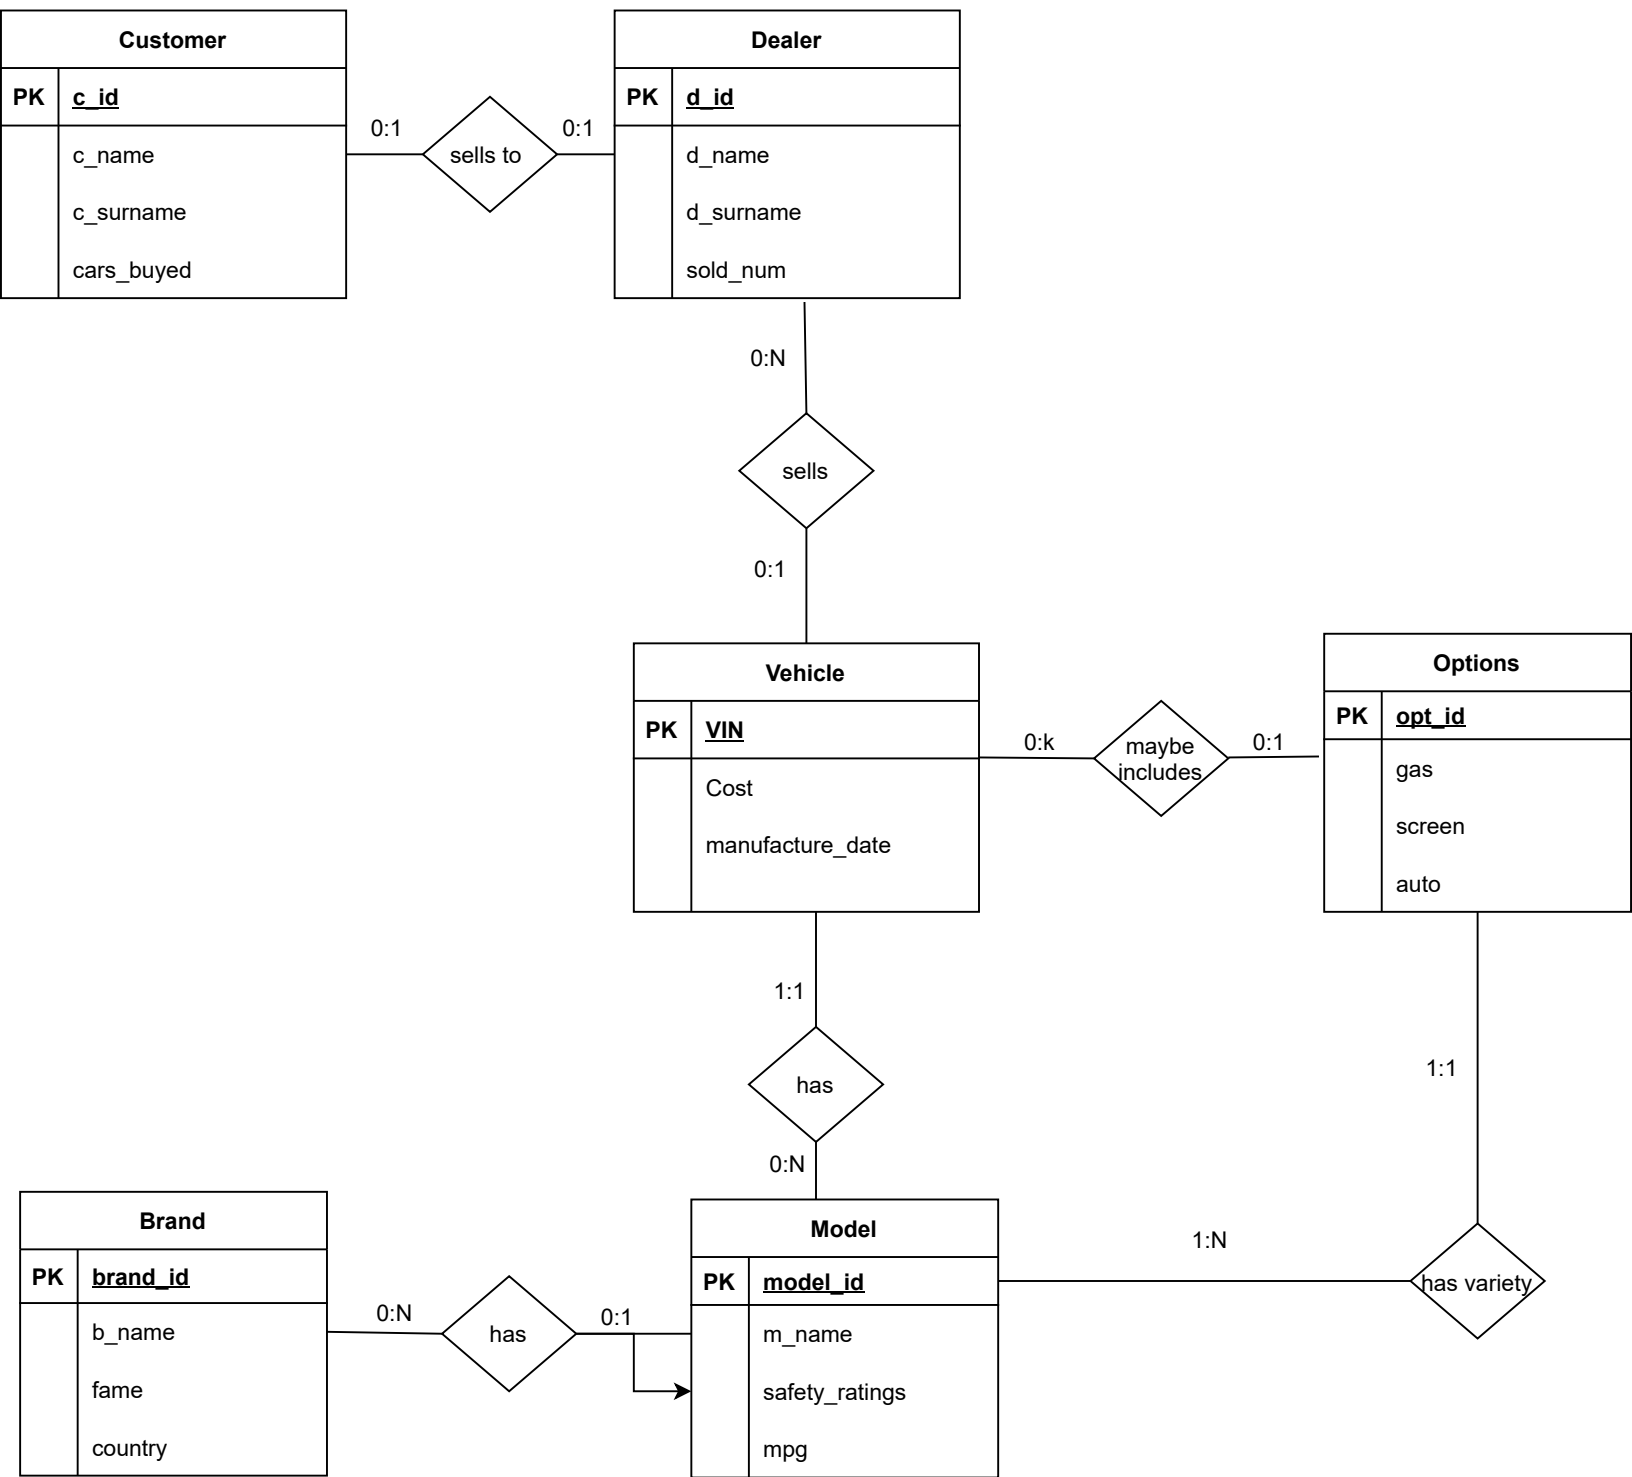 Customer
PK c_id
c_name
c_surname
cars_buyed
0:1
sells to
0:1
Dealer
PK d_id
d_name
d_surname
sold_num
0:N
sells
0:1
Vehicle
PK VIN
Cost
manufacture_date
0:k
maybe
includes
0:1
Options
PK opt_id
gas
screen
auto
1:1
has
0:N
1:1
Brand
PK brand_id
b_name
fame
country
0:N
has
0:1
Model
PK model_id
m_name
safety_ratings
mpg
1:N
has variety